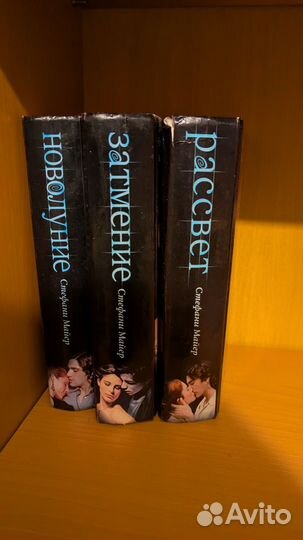 новолуние
Стефани Майер
затмение
Стефани Майер
рассвет
Стефани Майер
Avito